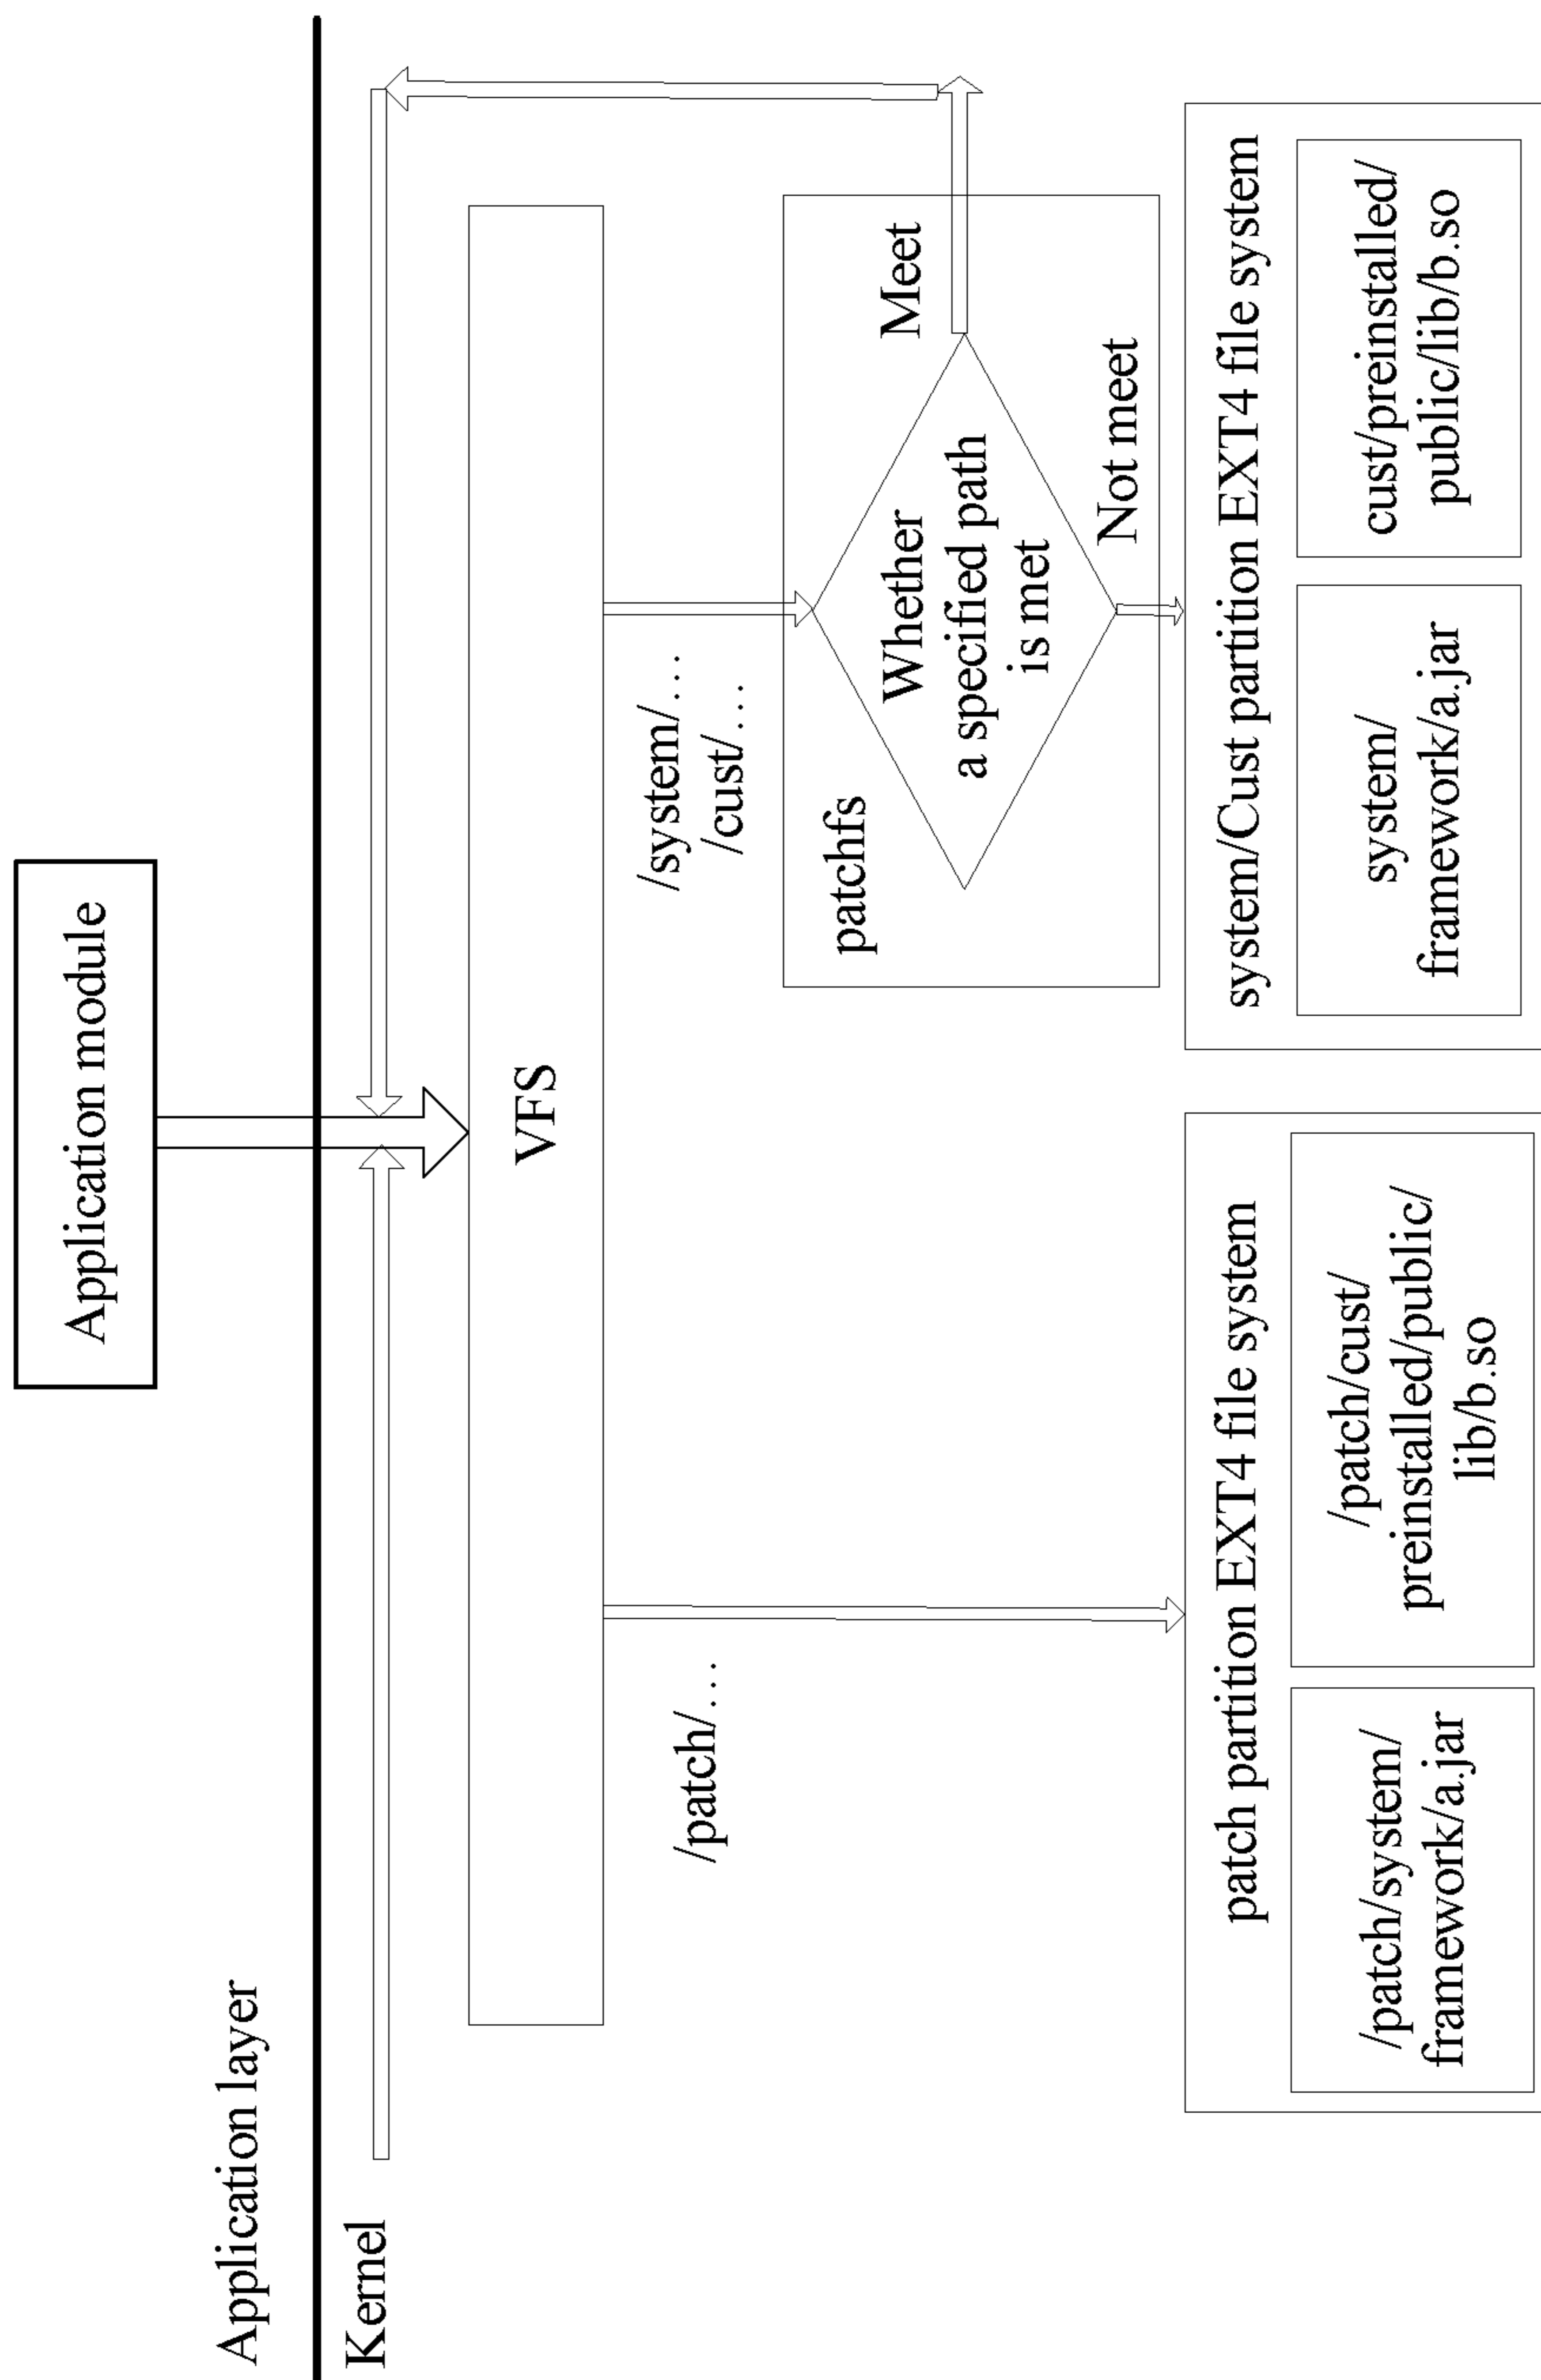 Application module
Application layer
Kernel
VFS
/patch/…
/system/…
/cust/…
patchfs
Whether
a specified path
is met
Meet
Not meet
patch partition EXT4 file system
/patch/system/
framework/a.jar
/patch/cust/
preinstalled/public/
lib/b.so
system/Cust partition EXT4 file system
system/
framework/a.jar
cust/preinstalled/
public/lib/b.so